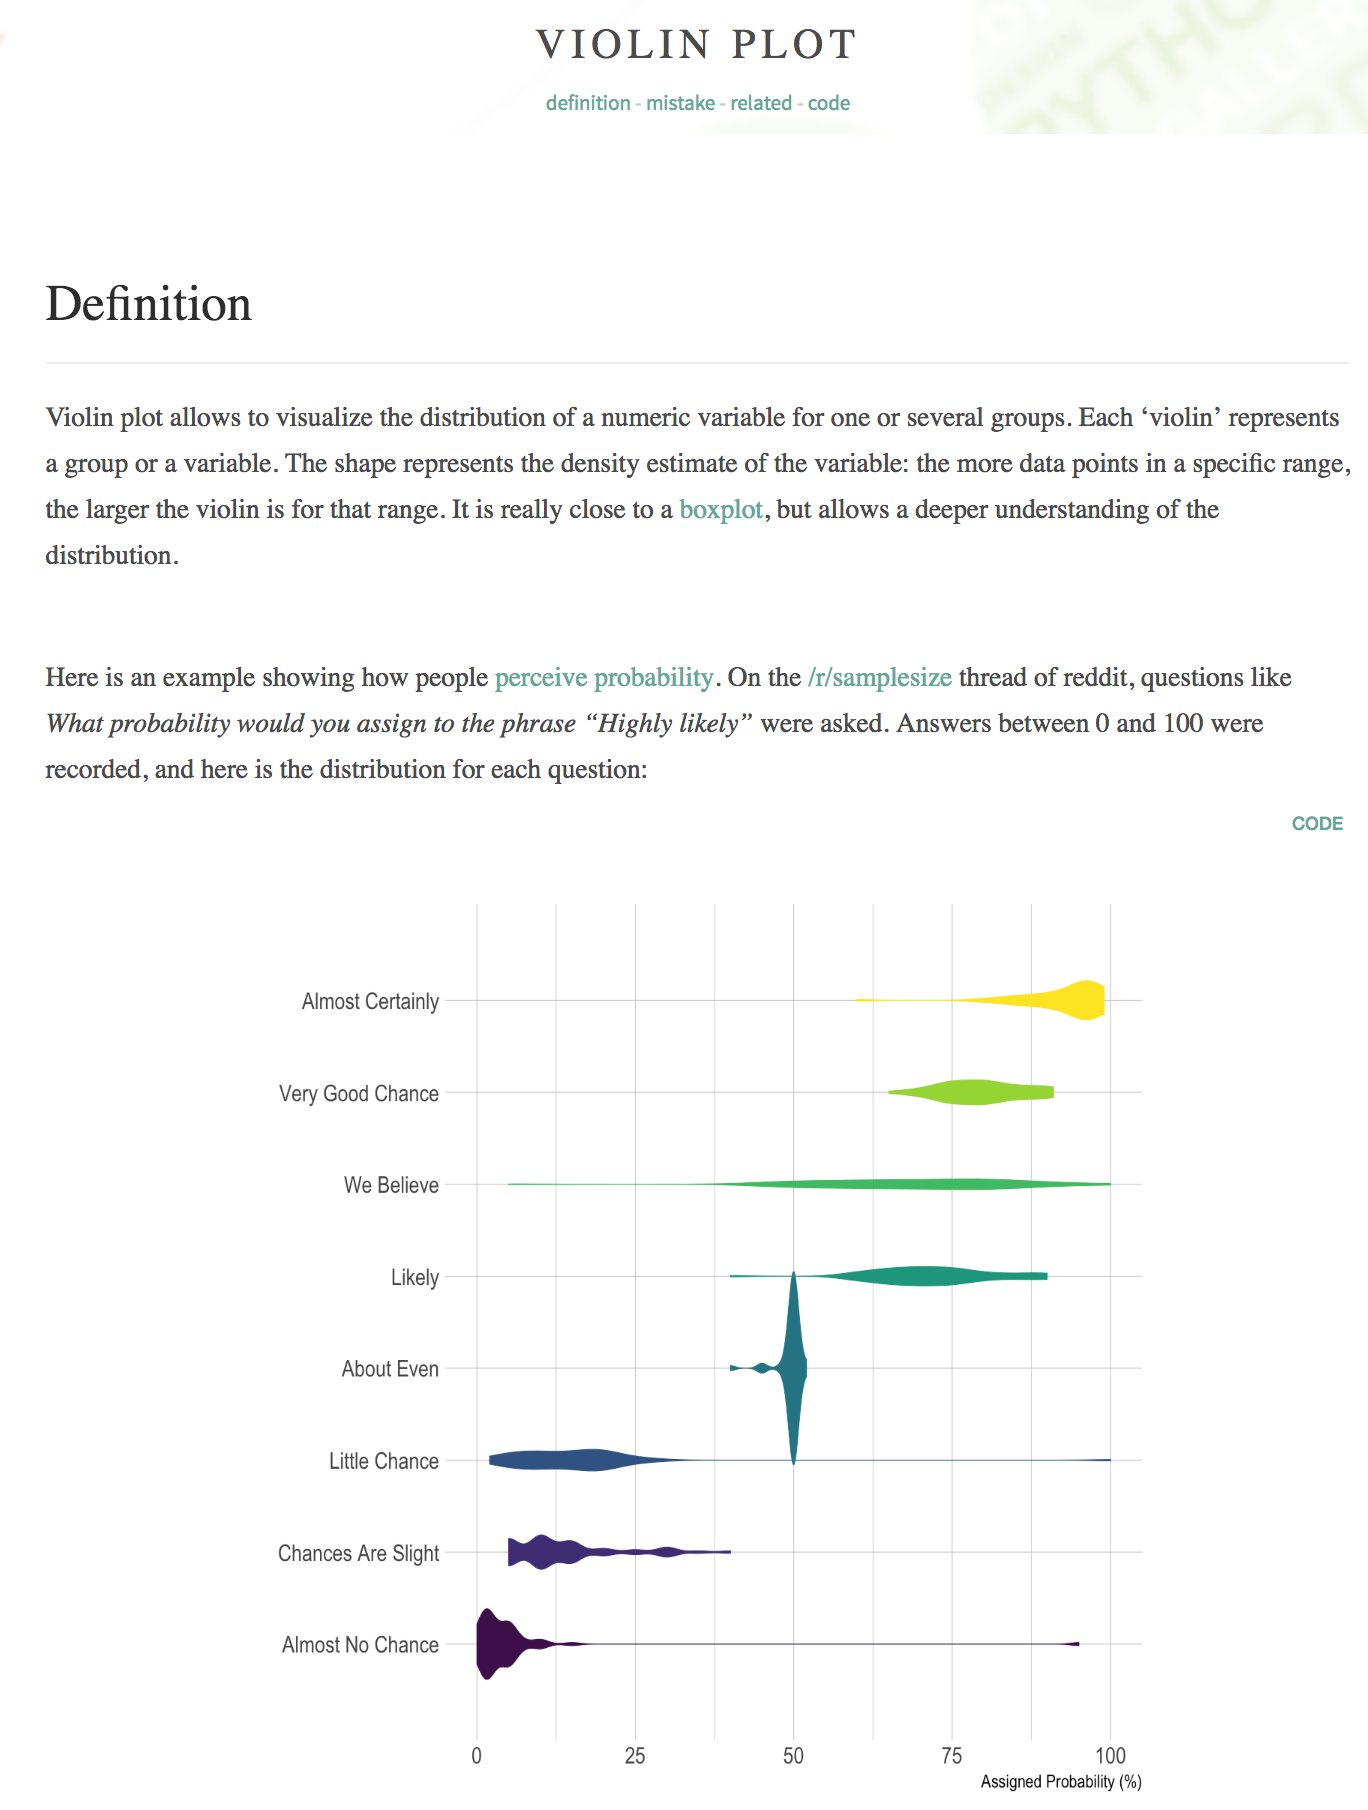 VIOLIN PLOT
definition - mistake - related - code
Definition
Violin plot allows to visualize the distribution of a numeric variable for one or several groups. Each ‘violin’ represents
a group or a variable. The shape represents the density estimate of the variable: the more data points in a specific range,
the larger the violin is for that range. It is really close to a boxplot, but allows a deeper understanding of the
distribution.
Here is an example showing how people perceive probability. On the /r/samplesize thread of reddit, questions like
What probability would you assign to the phrase “Highly likely” were asked. Answers between 0 and 100 were
recorded, and here is the distribution for each question:
CODE
Almost Certainly
Very Good Chance
We Believe
Likely
About Even
Little Chance
Chances Are Slight
Almost No Chance
0 25 50 75 100
Assigned Probability (%)